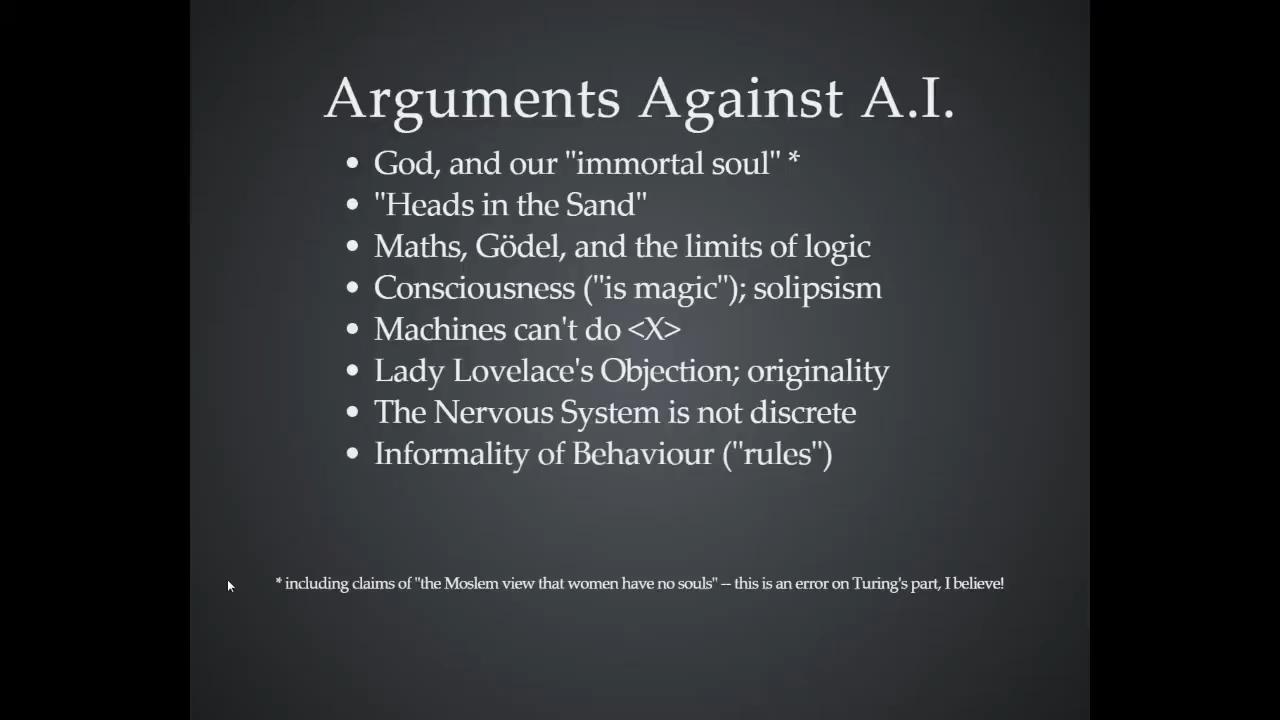 Arguments Against A.I.
• God, and our "immortal soul" *
• "Heads in the Sand"
• Maths, Gödel, and the limits of logic
• Consciousness ("is magic"); solipsism
• Machines can't do <X>
• Lady Lovelace's Objection; originality
• The Nervous System is not discrete
• Informality of Behaviour ("rules")
* including claims of "the Moslem view that women have no souls" -- this is an error on Turing's part, I believe!